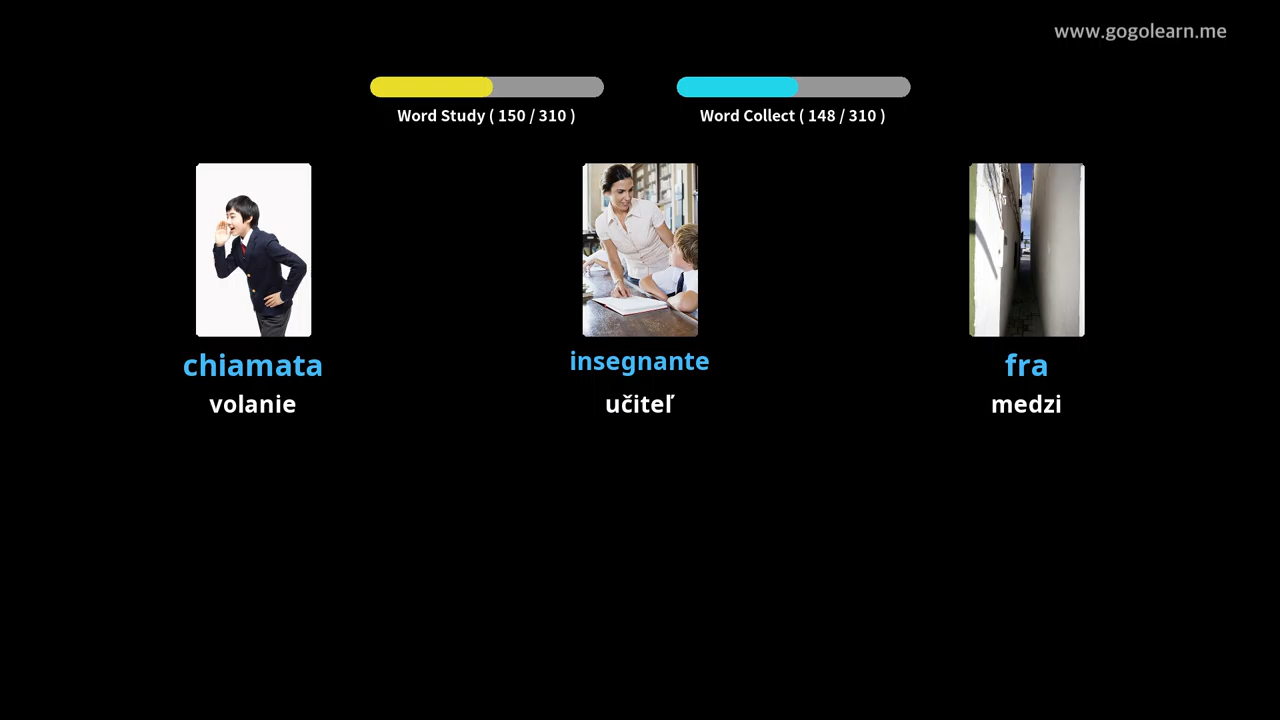 www.gogolearn.me
Word Study ( 150 / 310 )
Word Collect ( 148 / 310 )
chiamata
volanie
insegnante
učiteľ
fra
medzi